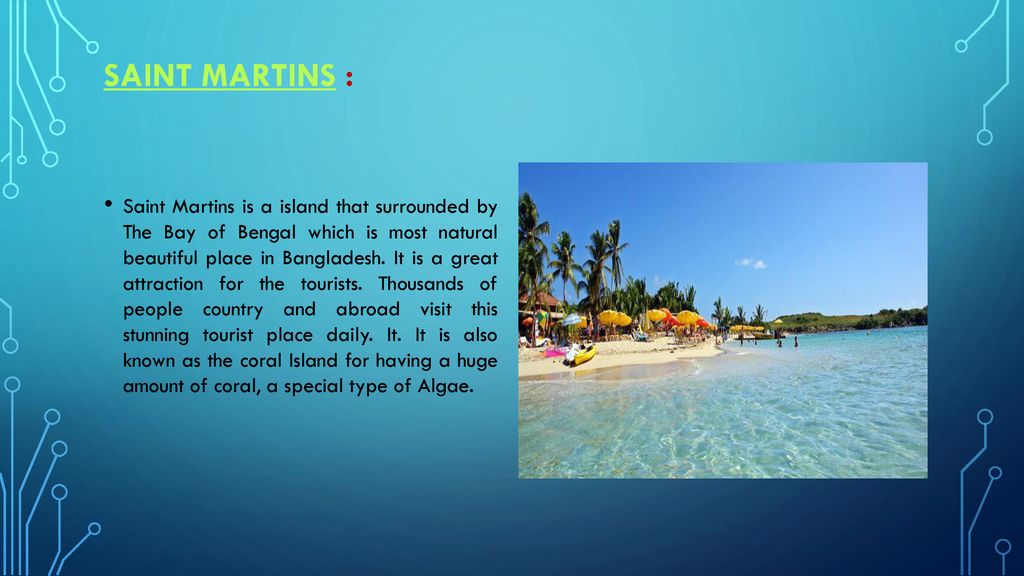 SAINT MARTINS :
• Saint Martins is a island that surrounded by
The Bay of Bengal which is most natural
beautiful place in Bangladesh. It is a great
attraction for the tourists. Thousands of
people country and abroad visit this
stunning tourist place daily. It. It is also
known as the coral Island for having a huge
amount of coral, a special type of Algae.